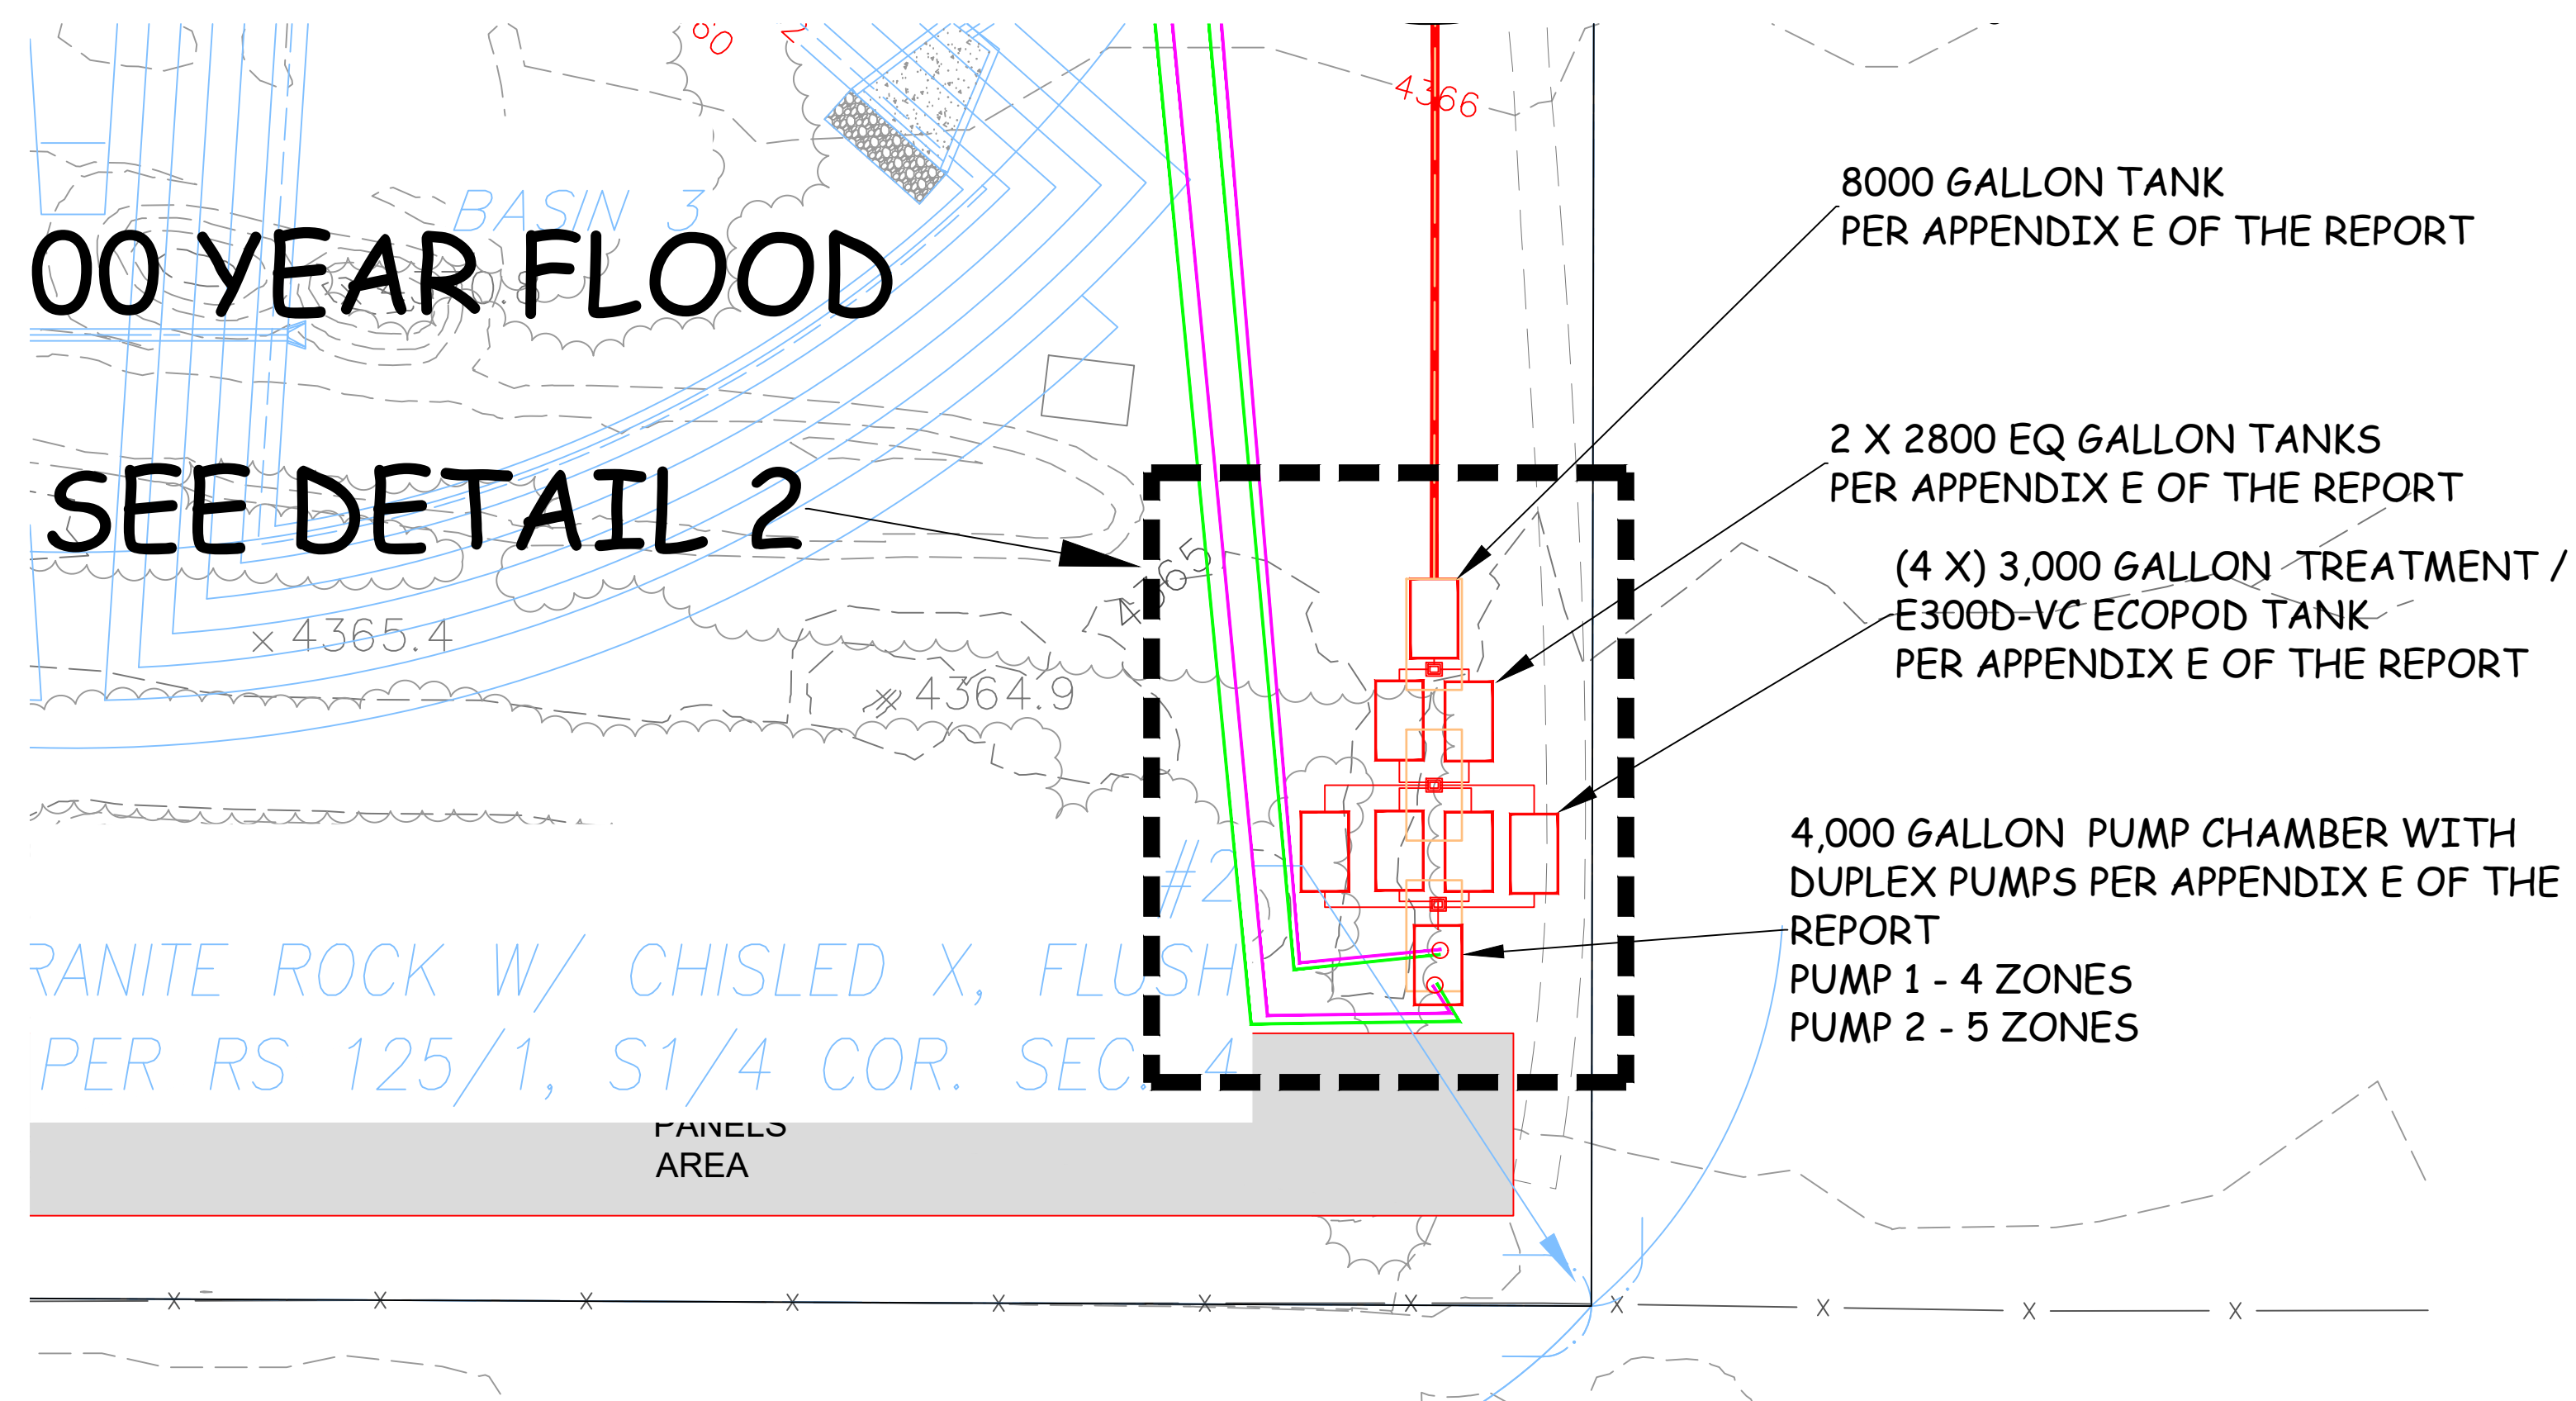 80
4366
BASIN 3
00 YEAR FLOOD
SEE DETAIL 2
8000 GALLON TANK
PER APPENDIX E OF THE REPORT
2 X 2800 EQ GALLON TANKS
PER APPENDIX E OF THE REPORT
(4 X) 3,000 GALLON TREATMENT /
E300D-VC ECOPOD TANK
PER APPENDIX E OF THE REPORT
4365
x 4365.4
x 4364.9
4,000 GALLON PUMP CHAMBER WITH
DUPLEX PUMPS PER APPENDIX E OF THE
REPORT
PUMP 1 - 4 ZONES
PUMP 2 - 5 ZONES
#2
RANITE ROCK W/ CHISLED X, FLUSH
PER RS 125/1, S1/4 COR. SEC. 4
PANELS
AREA
X X X X X X X X X X X